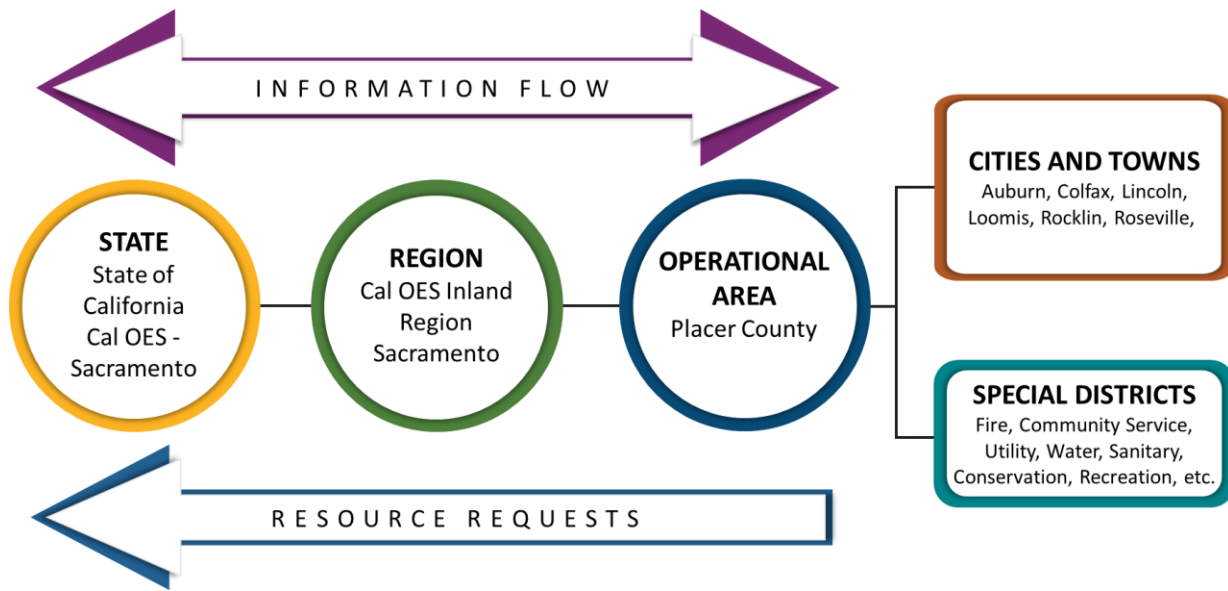 INFORMATION FLOW
STATE
State of
California
Cal OES -
Sacramento
REGION
Cal OES Inland
Region
Sacramento
OPERATIONAL
AREA
Placer County
CITIES AND TOWNS
Auburn, Colfax, Lincoln,
Loomis, Rocklin, Roseville,
SPECIAL DISTRICTS
Fire, Community Service,
Utility, Water, Sanitary,
Conservation, Recreation, etc.
RESOURCE REQUESTS